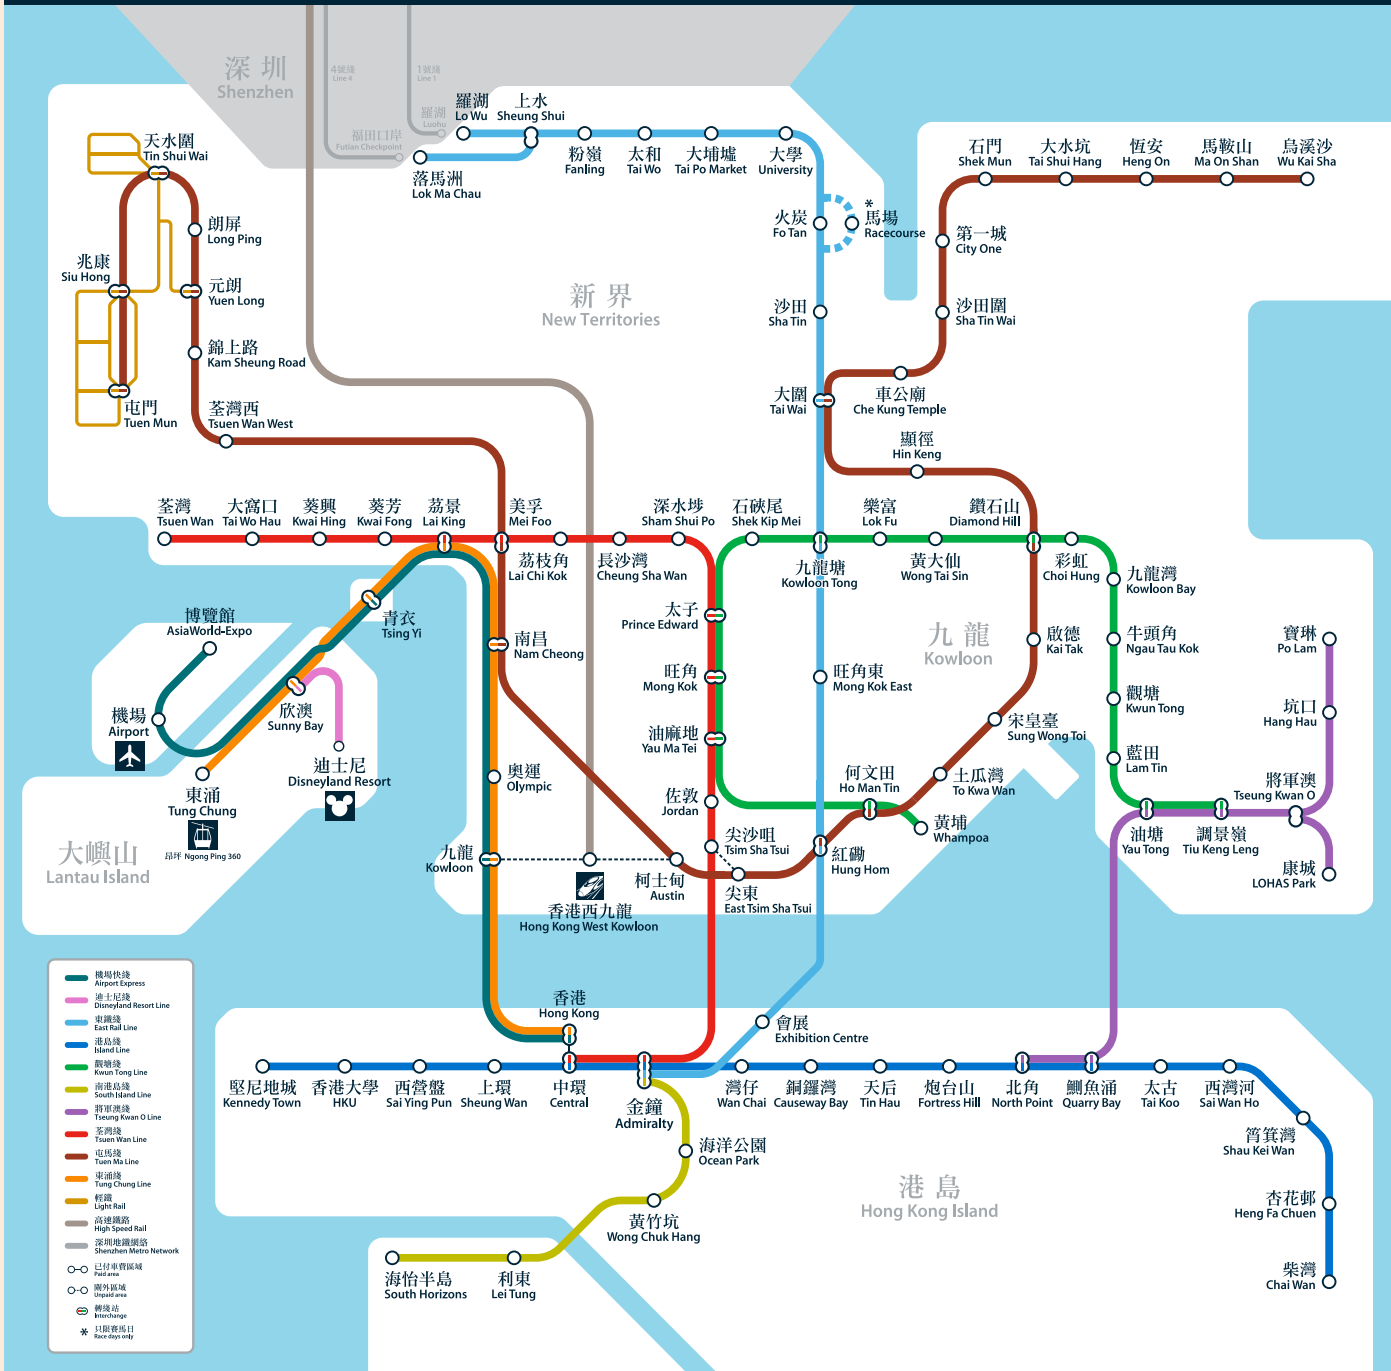 深圳
Shenzhen
4號綫
Line 4
1號綫
Line 1
羅湖
Luohu
福田口岸
Futian Checkpoint
羅湖
Lo Wu
上水
Sheung Shui
落馬洲
Lok Ma Chau
粉嶺
Fanling
太和
Tai Wo
大埔墟
Tai Po Market
大學
University
火炭
Fo Tan
*
馬場
Racecourse
沙田
Sha Tin
大圍
Tai Wai
石門
Shek Mun
大水坑
Tai Shui Hang
恆安
Heng On
馬鞍山
Ma On Shan
烏溪沙
Wu Kai Sha
第一城
City One
沙田圍
Sha Tin Wai
車公廟
Che Kung Temple
顯徑
Hin Keng
天水圍
Tin Shui Wai
朗屏
Long Ping
兆康
Siu Hong
元朗
Yuen Long
錦上路
Kam Sheung Road
屯門
Tuen Mun
荃灣西
Tsuen Wan West
新界
New Territories
荃灣
Tsuen Wan
大窩口
Tai Wo Hau
葵興
Kwai Hing
葵芳
Kwai Fong
荔景
Lai King
美孚
Mei Foo
荔枝角
Lai Chi Kok
長沙灣
Cheung Sha Wan
深水埗
Sham Shui Po
石硤尾
Shek Kip Mei
九龍塘
Kowloon Tong
樂富
Lok Fu
黃大仙
Wong Tai Sin
鑽石山
Diamond Hill
彩虹
Choi Hung
九龍灣
Kowloon Bay
牛頭角
Ngau Tau Kok
觀塘
Kwun Tong
藍田
Lam Tin
油塘
Yau Tong
調景嶺
Tiu Keng Leng
將軍澳
Tseung Kwan O
坑口
Hang Hau
寶琳
Po Lam
康城
LOHAS Park
太子
Prince Edward
旺角
Mong Kok
油麻地
Yau Ma Tei
佐敦
Jordan
尖沙咀
Tsim Sha Tsui
尖東
East Tsim Sha Tsui
旺角東
Mong Kok East
九龍
Kowloon
啟德
Kai Tak
宋皇臺
Sung Wong Toi
土瓜灣
To Kwa Wan
何文田
Ho Man Tin
黃埔
Whampoa
紅磡
Hung Hom
博覽館
AsiaWorld-Expo
機場
Airport
青衣
Tsing Yi
欣澳
Sunny Bay
迪士尼
Disneyland Resort
東涌
Tung Chung
昂坪 Ngong Ping 360
大嶼山
Lantau Island
南昌
Nam Cheong
奧運
Olympic
九龍
Kowloon
香港西九龍
Hong Kong West Kowloon
柯士甸
Austin
香港
Hong Kong
會展
Exhibition Centre
堅尼地城
Kennedy Town
香港大學
HKU
西營盤
Sai Ying Pun
上環
Sheung Wan
中環
Central
金鐘
Admiralty
灣仔
Wan Chai
銅鑼灣
Causeway Bay
天后
Tin Hau
炮台山
Fortress Hill
北角
North Point
鰂魚涌
Quarry Bay
太古
Tai Koo
西灣河
Sai Wan Ho
筲箕灣
Shau Kei Wan
杏花邨
Heng Fa Chuen
柴灣
Chai Wan
海洋公園
Ocean Park
黃竹坑
Wong Chuk Hang
利東
Lei Tung
海怡半島
South Horizons
港島
Hong Kong Island
機場快綫
Airport Express
迪士尼綫
Disneyland Resort Line
東鐵綫
East Rail Line
港島綫
Island Line
觀塘綫
Kwun Tong Line
南港島綫
South Island Line
將軍澳綫
Tseung Kwan O Line
荃灣綫
Tsuen Wan Line
屯馬綫
Tuen Ma Line
東涌綫
Tung Chung Line
輕鐵
Light Rail
高速鐵路
High Speed Rail
深圳地鐵網絡
Shenzhen Metro Network
已付車費區域
Paid area
閘外區域
Unpaid area
轉綫站
Interchange
*
只限賽馬日
Race days only